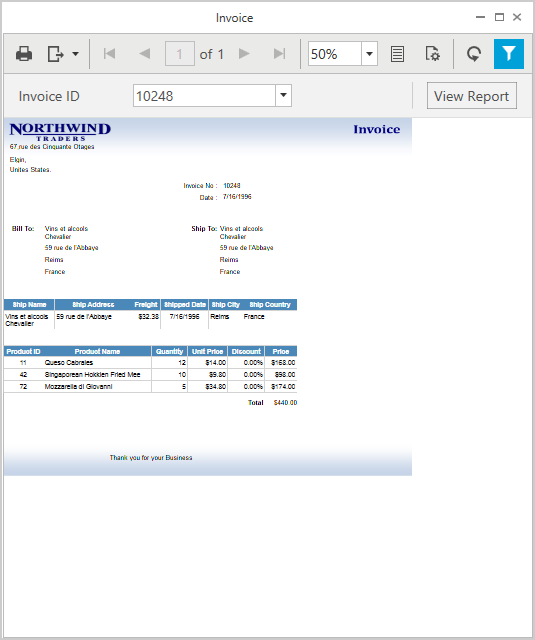 Invoice
1 of 1 50%
Invoice ID 10248 View Report
NORTHWIND Invoice
TRADERS
67.rue des Cinquante Otages
Elgin,
Unites States.
Invoice No : 10248
Date : 7/16/1996
Bill To: Vins et alcools Ship To: Vins et alcools
Chevalier Chevalier
59 rue de l'Abbaye 59 rue de l'Abbaye
Reims Reims
France France
Ship Name Ship Address Freight Shipped Date Ship City Ship Country
Vins et alcools 59 rue de l'Abbaye $32.38 7/16/1996 Reims France
Chevalier
Product ID Product Name Quantity Unit Price Discount Price
11 Queso Cabrales 12 $14.00 0.00% $168.00
42 Singaporean Hokkien Fried Mee 10 $9.80 0.00% $98.00
72 Mozzarella di Giovanni 5 $34.80 0.00% $174.00
Total $440.00
Thank you for your Business